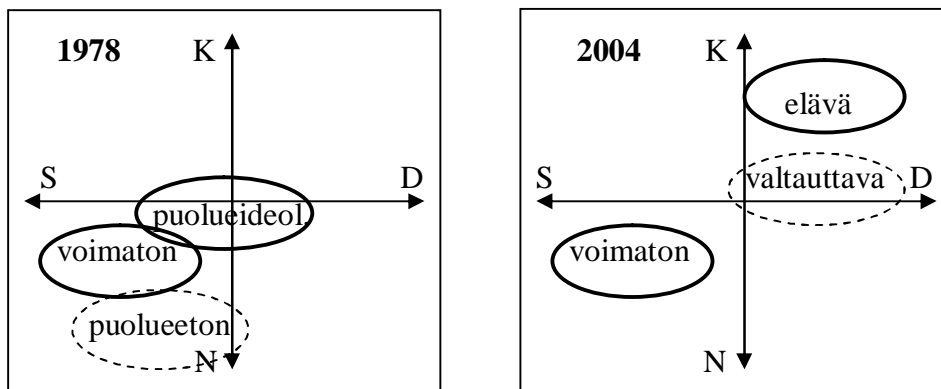 1978
K
S
D
puolueideol.
voimaton
puolueeton
N
2004
K
elävä
S
valtauttava
D
voimaton
N